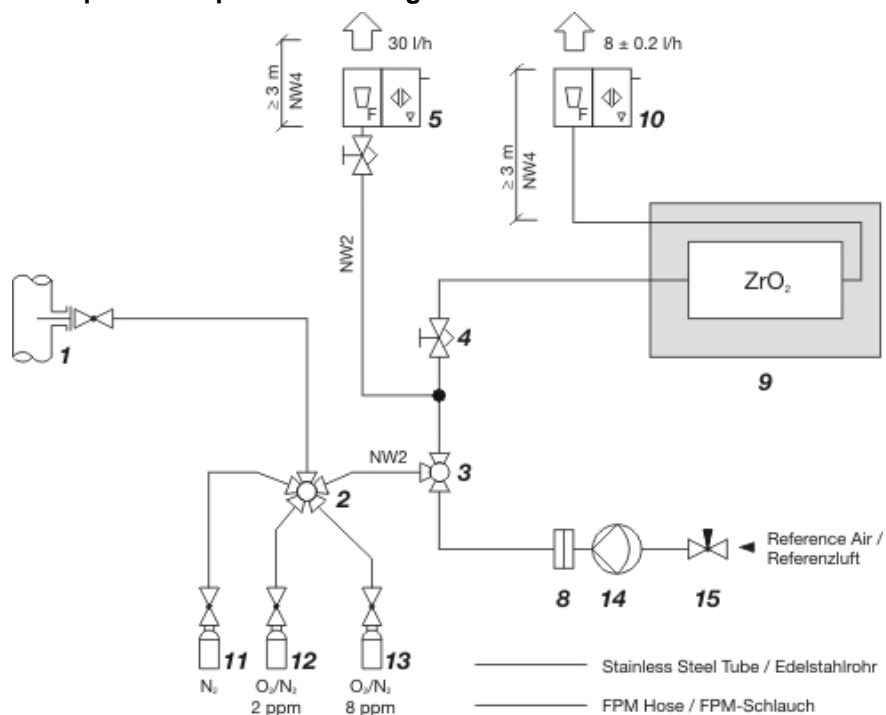 30 l/h
8 ± 0.2 l/h
≥ 3 m
NW4
F
5
F
10
≥ 3 m
NW4
NW2
ZrO₂
1
4
9
NW2
3
2
Reference Air /
Referenzluft
8
14
15
11
12
13
N₂
O₂/N₂
2 ppm
O₂/N₂
8 ppm
Stainless Steel Tube / Edelstahlrohr
FPM Hose / FPM-Schlauch